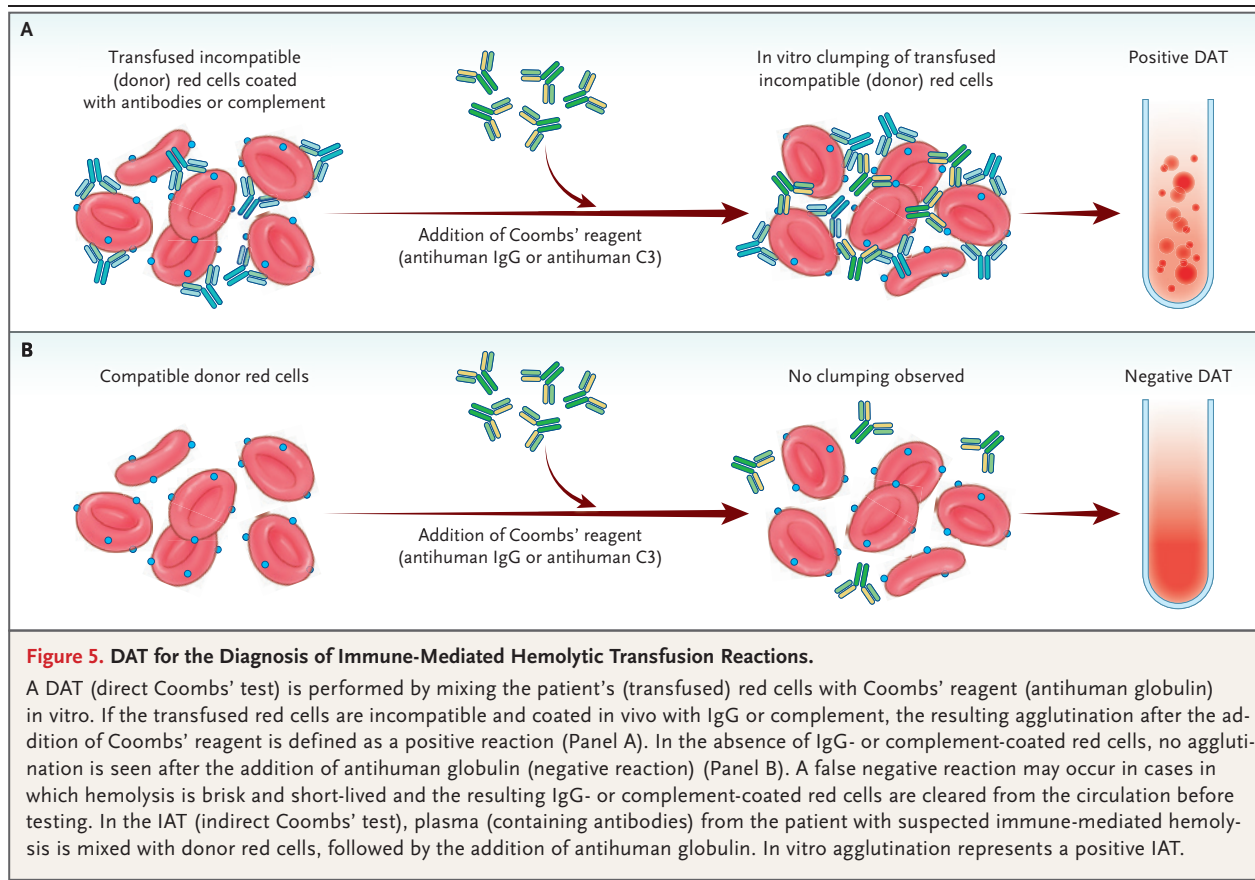 A
Transfused incompatible
(donor) red cells coated
with antibodies or complement
In vitro clumping of transfused
incompatible (donor) red cells
Positive DAT
Addition of Coombs’ reagent
(antihuman IgG or antihuman C3)
B
Compatible donor red cells
No clumping observed
Negative DAT
Addition of Coombs’ reagent
(antihuman IgG or antihuman C3)
Figure 5. DAT for the Diagnosis of Immune-Mediated Hemolytic Transfusion Reactions.
A DAT (direct Coombs’ test) is performed by mixing the patient’s (transfused) red cells with Coombs’ reagent (antihuman globulin)
in vitro. If the transfused red cells are incompatible and coated in vivo with IgG or complement, the resulting agglutination after the ad-
dition of Coombs’ reagent is defined as a positive reaction (Panel A). In the absence of IgG- or complement-coated red cells, no aggluti-
nation is seen after the addition of antihuman globulin (negative reaction) (Panel B). A false negative reaction may occur in cases in
which hemolysis is brisk and short-lived and the resulting IgG- or complement-coated red cells are cleared from the circulation before
testing. In the IAT (indirect Coombs’ test), plasma (containing antibodies) from the patient with suspected immune-mediated hemoly-
sis is mixed with donor red cells, followed by the addition of antihuman globulin. In vitro agglutination represents a positive IAT.